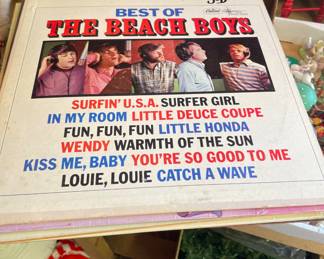 BEST OF
THE BEACH BOYS
SURFIN' U.S.A. SURFER GIRL
IN MY ROOM LITTLE DEUCE COUPE
FUN, FUN, FUN LITTLE HONDA
WENDY WARMTH OF THE SUN
KISS ME, BABY YOU'RE SO GOOD TO ME
LOUIE, LOUIE CATCH A WAVE